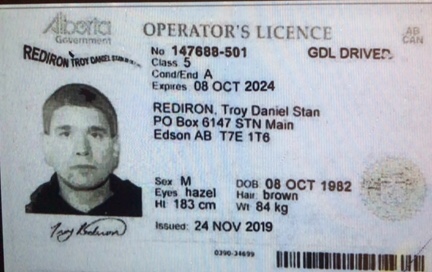 Alberta
Government
OPERATOR'S LICENCE
AB
CAN
No 147688-501 GDL DRIVER
Class 5
Cond/End A
Expires 08 OCT 2024
REDIRON TROY DANIEL STAN
REDIRON, Troy Daniel Stan
PO Box 6147 STN Main
Edson AB T7E 1T6
Sex M DOB 08 OCT 1982
Eyes hazel Hair brown
Ht 183 cm Wt 84 kg
Issued: 24 NOV 2019
Troy Rediron
0390-34699